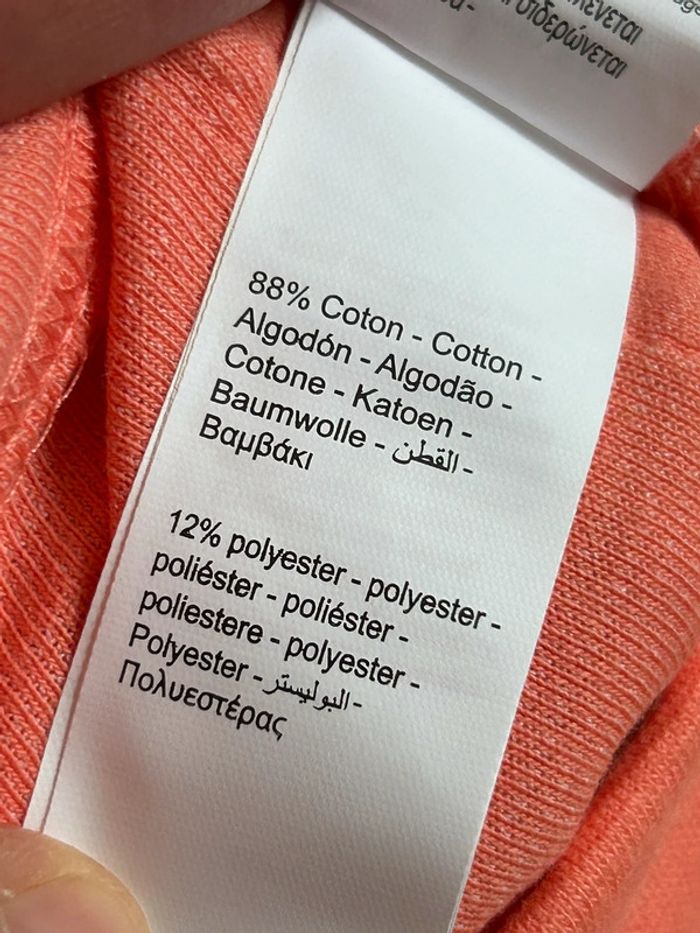 σιδερώνεται
88% Coton - Cotton -
Algodón - Algodão -
Cotone - Katoen -
Baumwolle - القطن -
Βαμβάκι
12% polyester - polyester -
poliéster - poliéster -
poliestere - polyester -
Polyester - البوليستر -
Πολυεστέρας